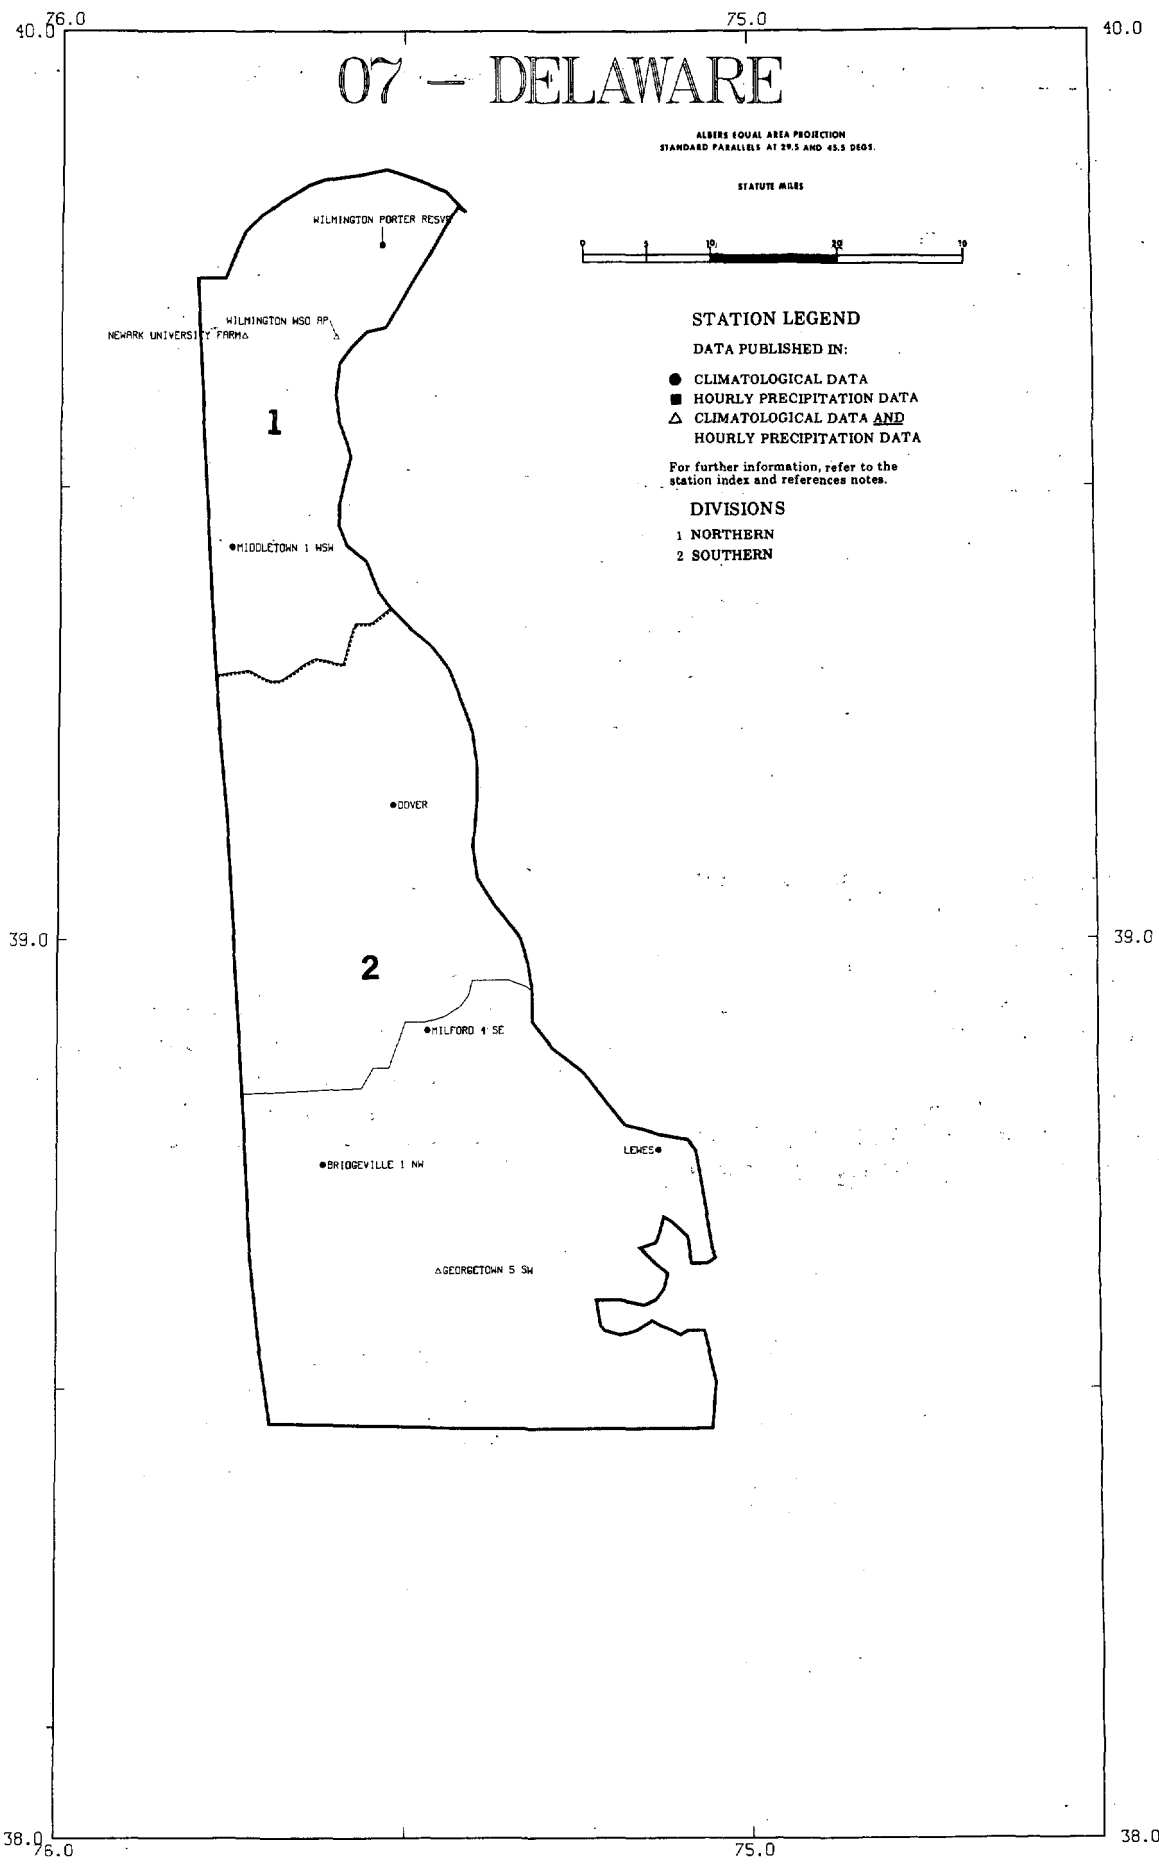 76.0
75.0
40.0
40.0
07 — DELAWARE
ALBERS EQUAL AREA PROJECTION
STANDARD PARALLELS AT 29.5 AND 45.5 DEGS.
STATUTE MILES
0 5 10 20
WILMINGTON PORTER RESVR
WILMINGTON WSO AP
NEWARK UNIVERSITY FARM
STATION LEGEND
DATA PUBLISHED IN:
CLIMATOLOGICAL DATA
HOURLY PRECIPITATION DATA
CLIMATOLOGICAL DATA AND
HOURLY PRECIPITATION DATA
For further information, refer to the
station index and references notes.
DIVISIONS
1 NORTHERN
2 SOUTHERN
1
MIDDLETOWN 1 WSW
DOVER
39.0
39.0
2
MILFORD 4 SE
LEWES
BRIDGEVILLE 1 NW
GEORGETOWN 5 SW
38.0
38.0
76.0
75.0